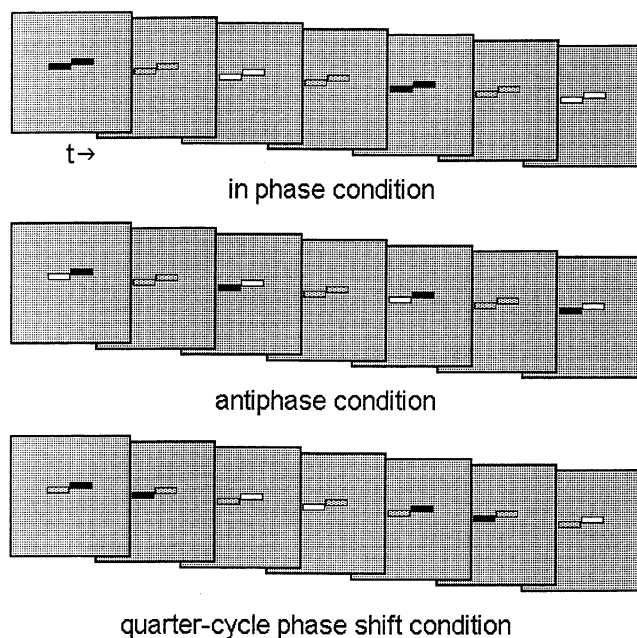 t→
in phase condition
antiphase condition
quarter-cycle phase shift condition